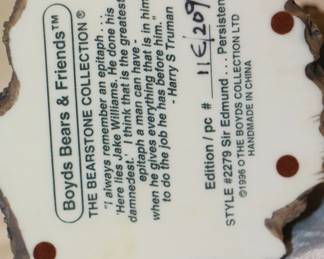 Boyds Bears & Friends™
THE BEARSTONE COLLECTION ®
"I always remember an epitaph . . .
'Here lies Jake Williams. He done his
damnedest.' I think that is the greatest
epitaph a man can have -
when he gives everything that is in him
to do the job he has before him."
- Harry S Truman
Edition / pc # 11E/209
STYLE #2279 Sir Edmund . . . Persisten
©1996 THE BOYDS COLLECTION LTD
HANDMADE IN CHINA